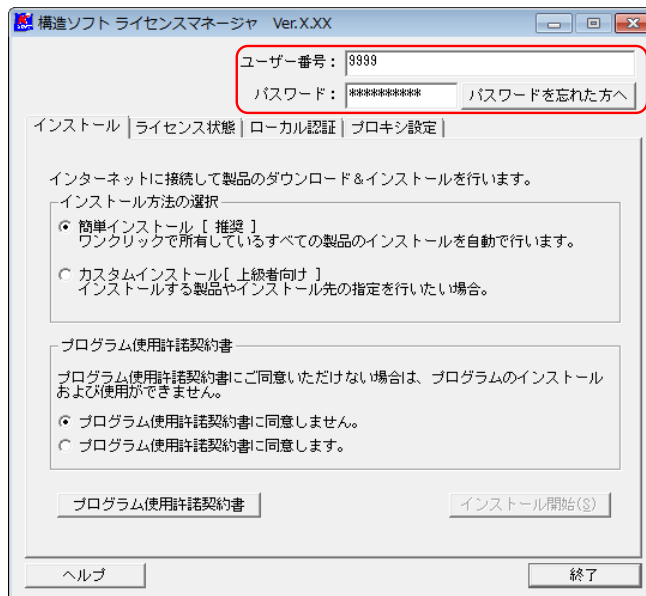 構造ソフト ライセンスマネージャ Ver.X.XX
ユーザー番号: 9999
パスワード: ********** パスワードを忘れた方へ
インストール ライセンス状態 ローカル認証 プロキシ設定
インターネットに接続して製品のダウンロード&インストールを行います。
インストール方法の選択
簡単インストール [ 推奨 ]
ワンクリックで所有しているすべての製品のインストールを自動で行います。
カスタムインストール[ 上級者向け ]
インストールする製品やインストール先の指定を行いたい場合。
プログラム使用許諾契約書
プログラム使用許諾契約書にご同意いただけない場合は、プログラムのインストール
および使用ができません。
プログラム使用許諾契約書に同意しません。
プログラム使用許諾契約書に同意します。
プログラム使用許諾契約書 インストール開始(S)
ヘルプ 終了